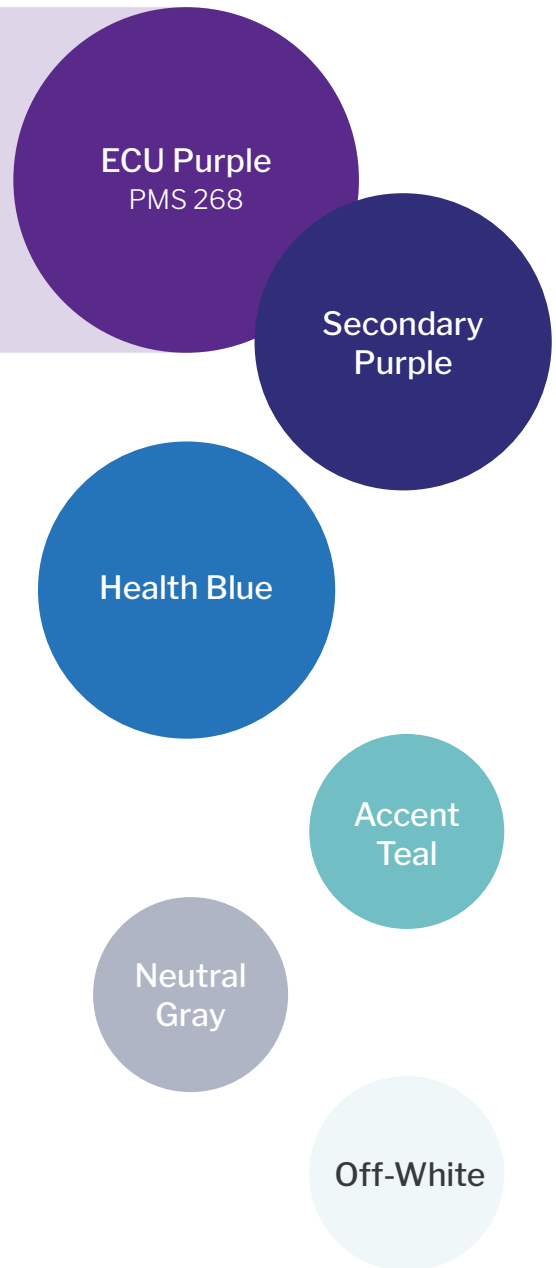 ECU Purple
PMS 268
Secondary
Purple
Health Blue
Accent
Teal
Neutral
Gray
Off-White